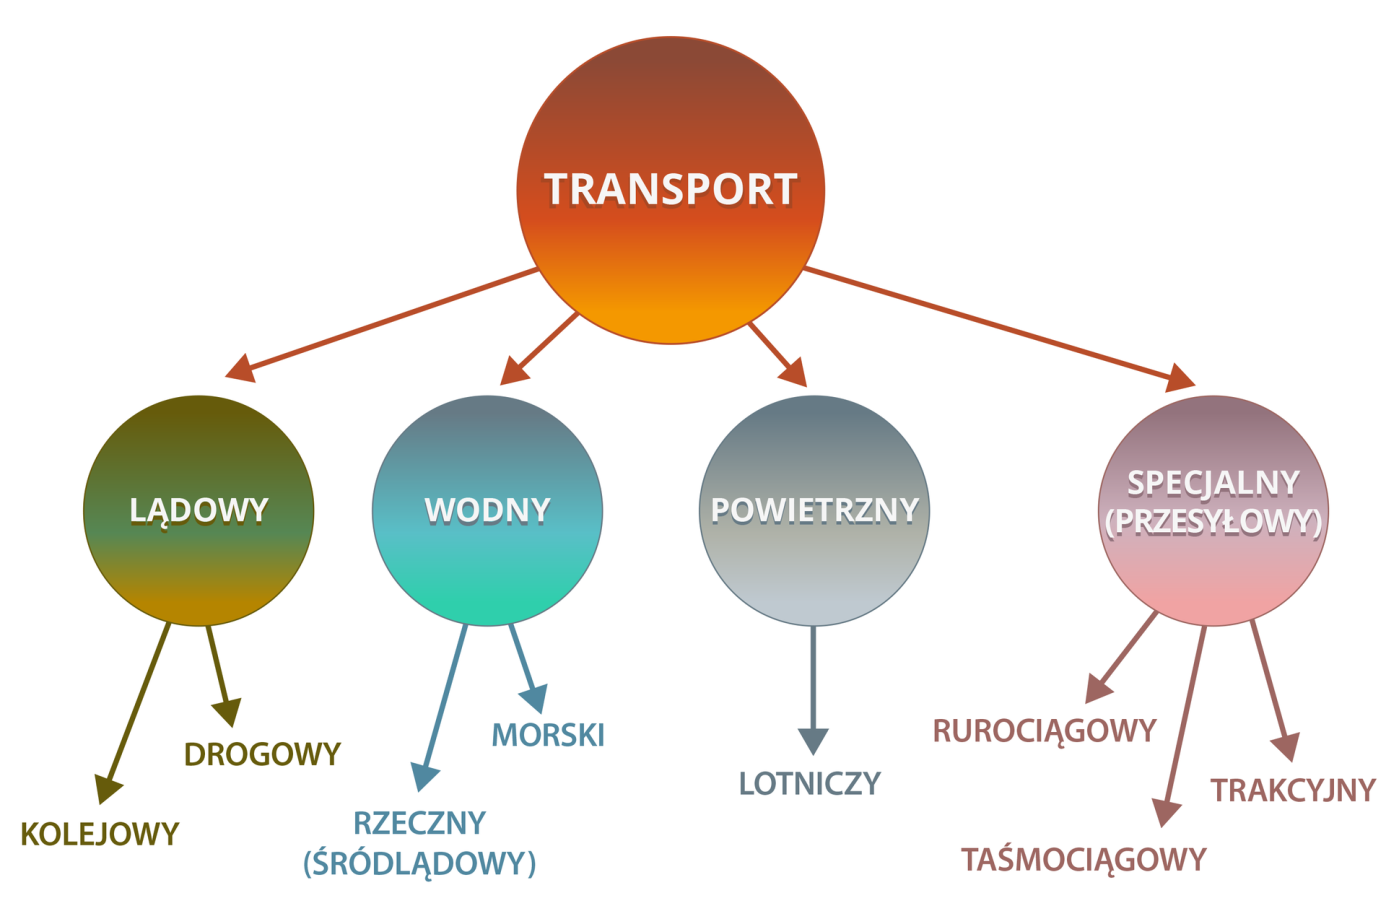 TRANSPORT
LĄDOWY
WODNY
POWIETRZNY
SPECJALNY
(PRZESYŁOWY)
DROGOWY
KOLEJOWY
MORSKI
RZECZNY
(ŚRÓDLĄDOWY)
LOTNICZY
RUROCIĄGOWY
TRAKCYJNY
TAŚMOCIĄGOWY